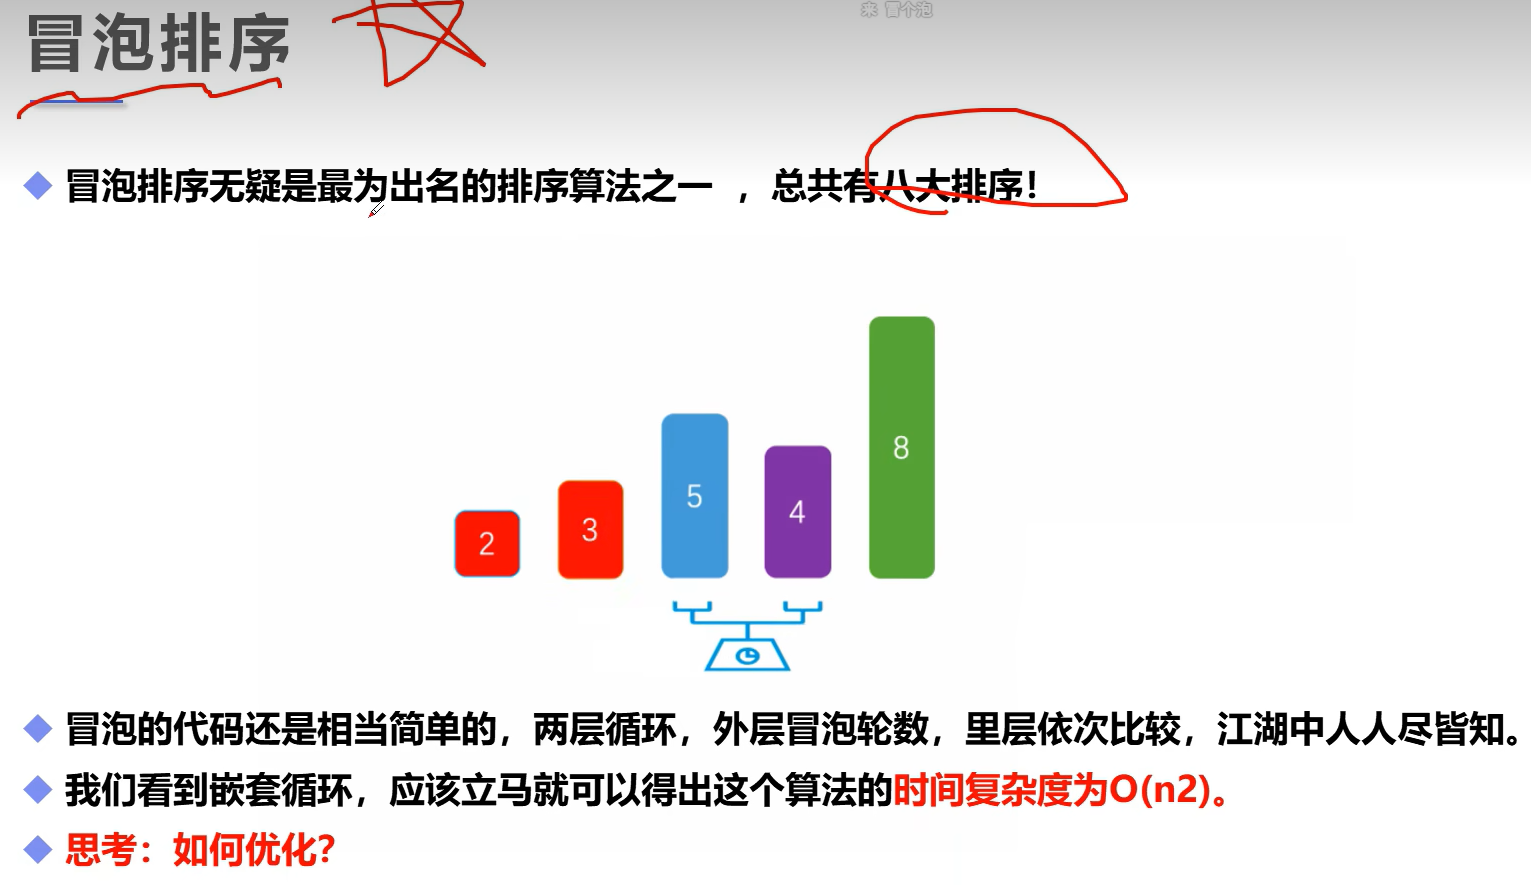 来 冒个泡
冒泡排序
冒泡排序无疑是最为出名的排序算法之一 ，总共有八大排序！
2 3 5 4 8
冒泡的代码还是相当简单的，两层循环，外层冒泡轮数，里层依次比较，江湖中人人尽皆知。
我们看到嵌套循环，应该立马就可以得出这个算法的时间复杂度为O(n2)。
思考：如何优化？